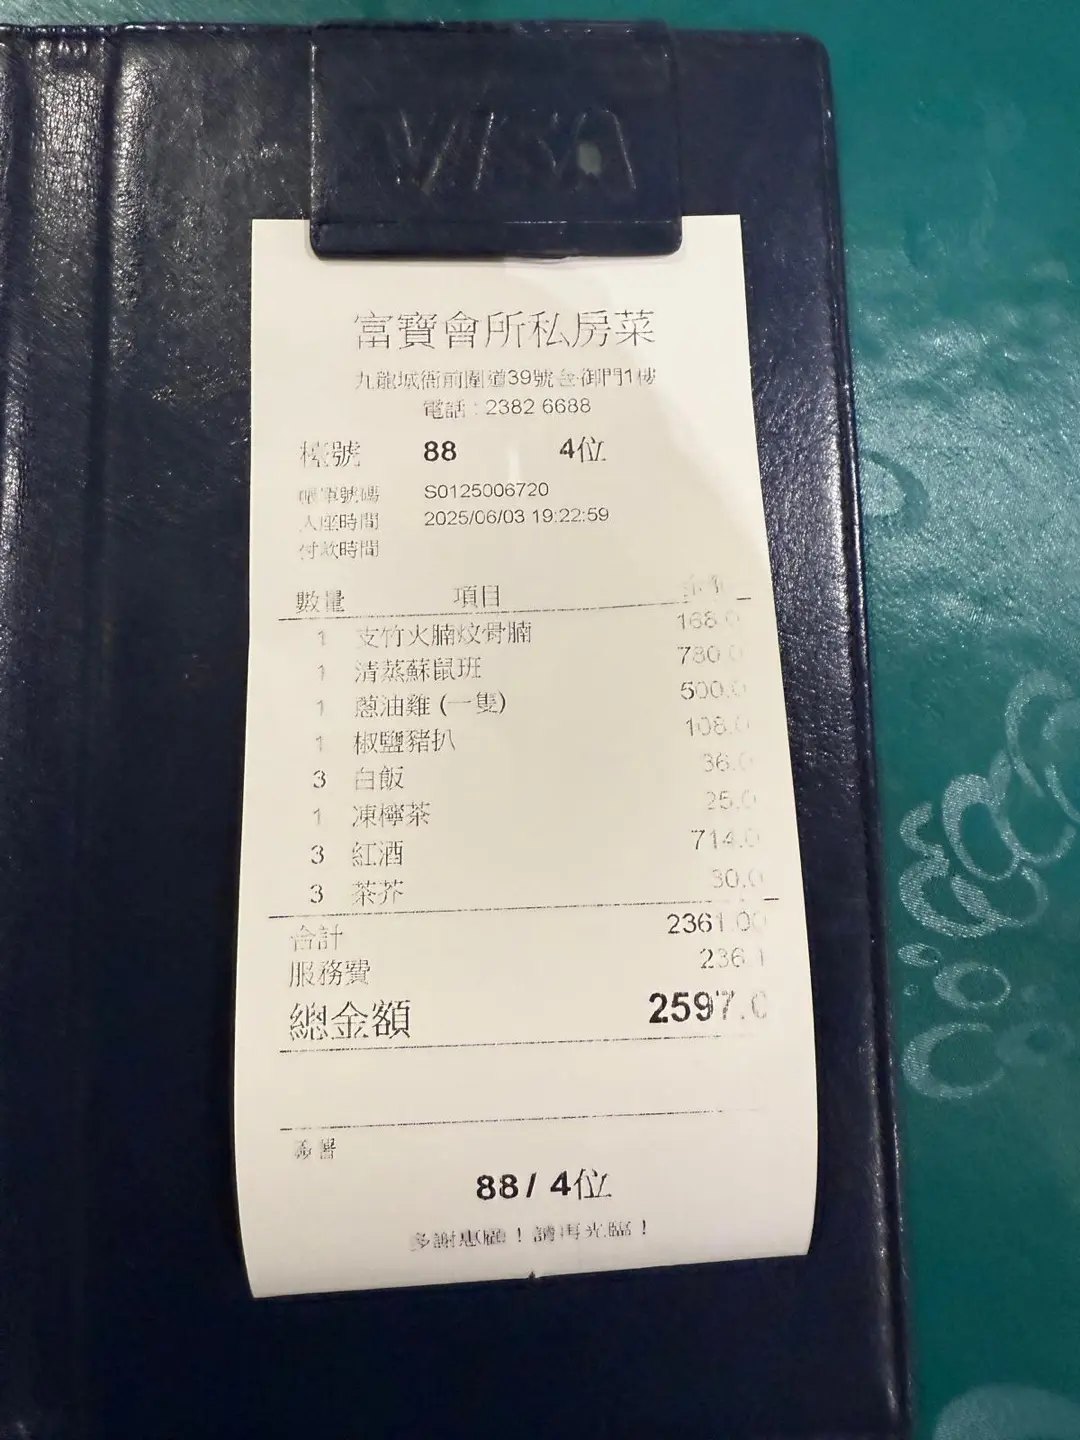 VISA
富寶會所私房菜
九龍城衙前圍道39號金御門1樓
電話 : 2382 6688
檯號 88 4位
帳單號碼 S0125006720
入座時間 2025/06/03 19:22:59
付款時間
數量 項目
1 支竹火腩炆骨腩 168.0
1 清蒸蘇鼠班 780.0
1 蔥油雞 (一隻) 500.0
1 椒鹽豬扒 108.0
3 白飯 36.0
1 凍檸茶 25.0
3 紅酒 714.0
3 茶芥 30.0
合計 2361.00
服務費 236.1
總金額 2597.0
88 / 4位
多謝惠顧！請再光臨！